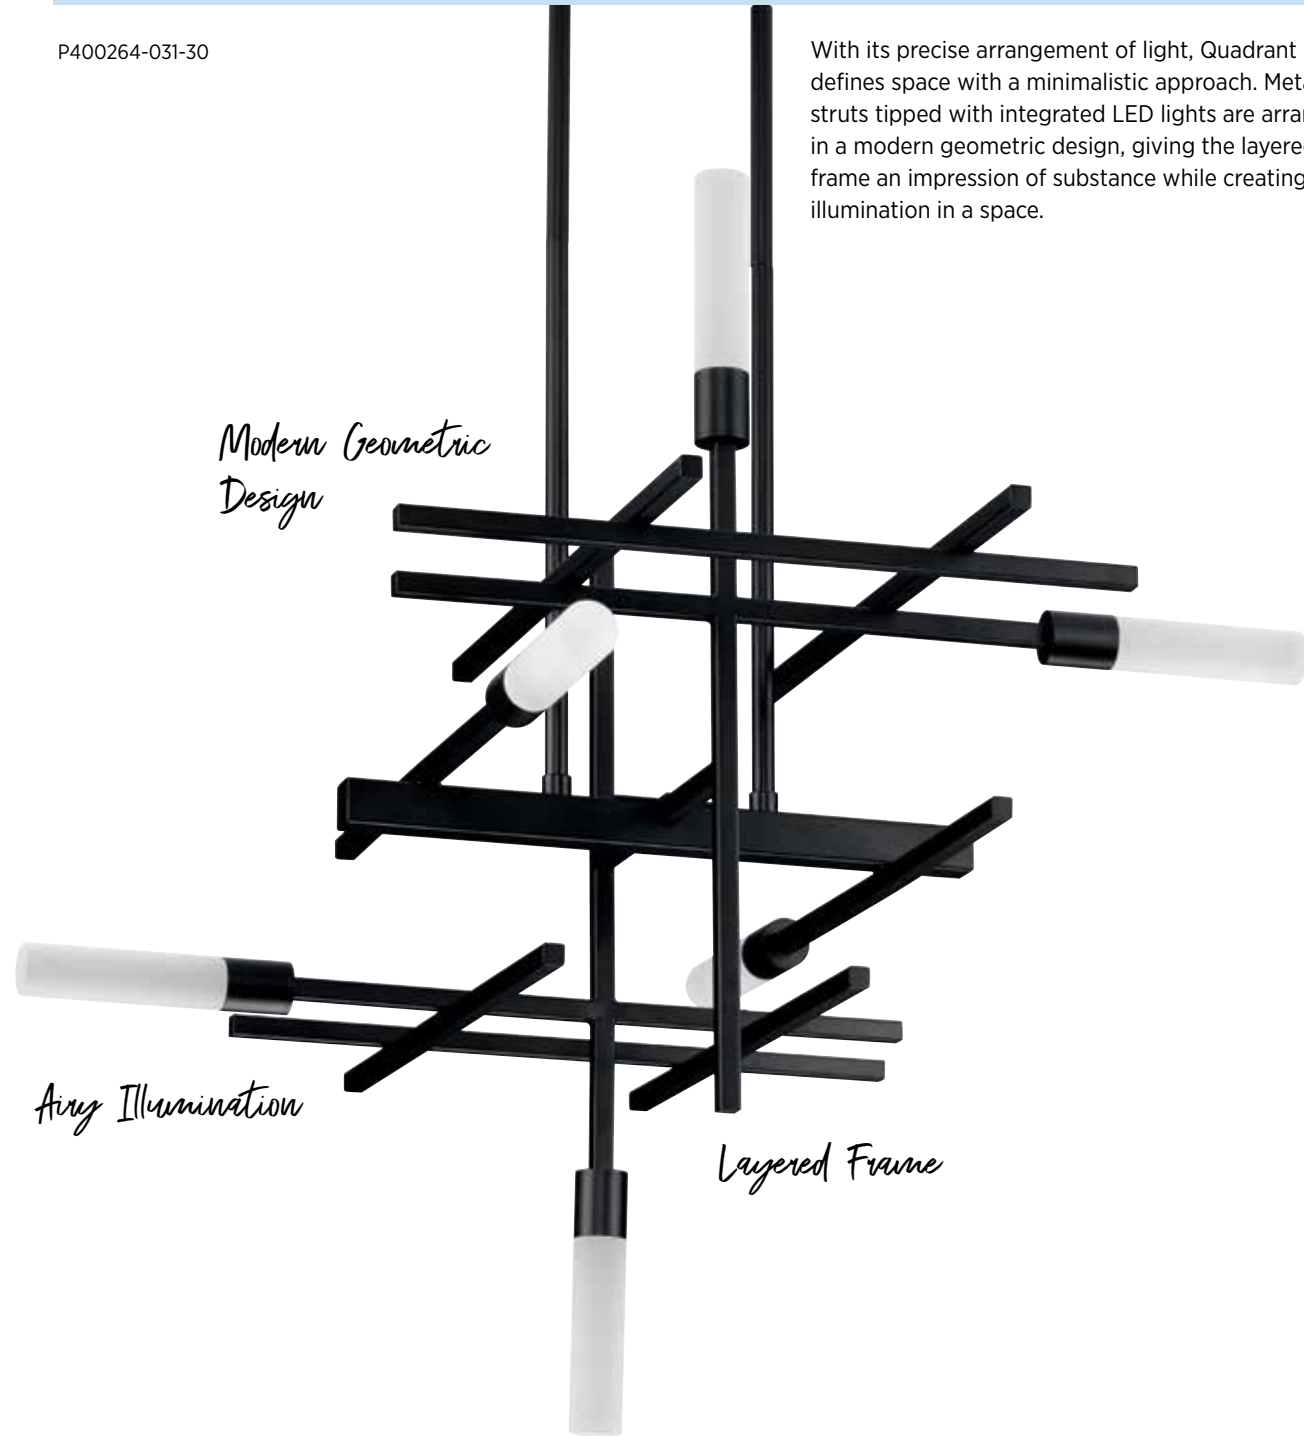 P400264-031-30
With its precise arrangement of light, Quadrant
defines space with a minimalistic approach.
struts tipped with integrated LED lights are
in a modern geometric design, giving the
frame an impression of substance while creating
illumination in a space.
Modern Geometric
Design
Airy Illumination
Layered Frame